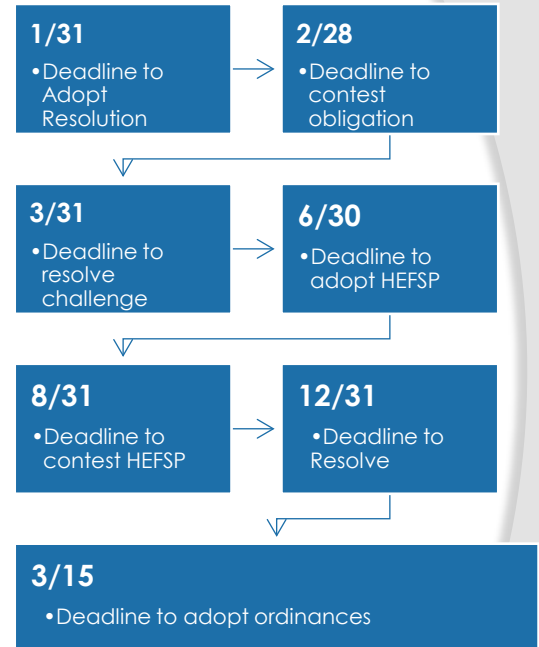 1/31
•Deadline to
Adopt
Resolution
2/28
•Deadline to
contest
obligation
3/31
•Deadline to
resolve
challenge
6/30
•Deadline to
adopt HEFSP
8/31
•Deadline to
contest HEFSP
12/31
•Deadline to
Resolve
3/15
•Deadline to adopt ordinances